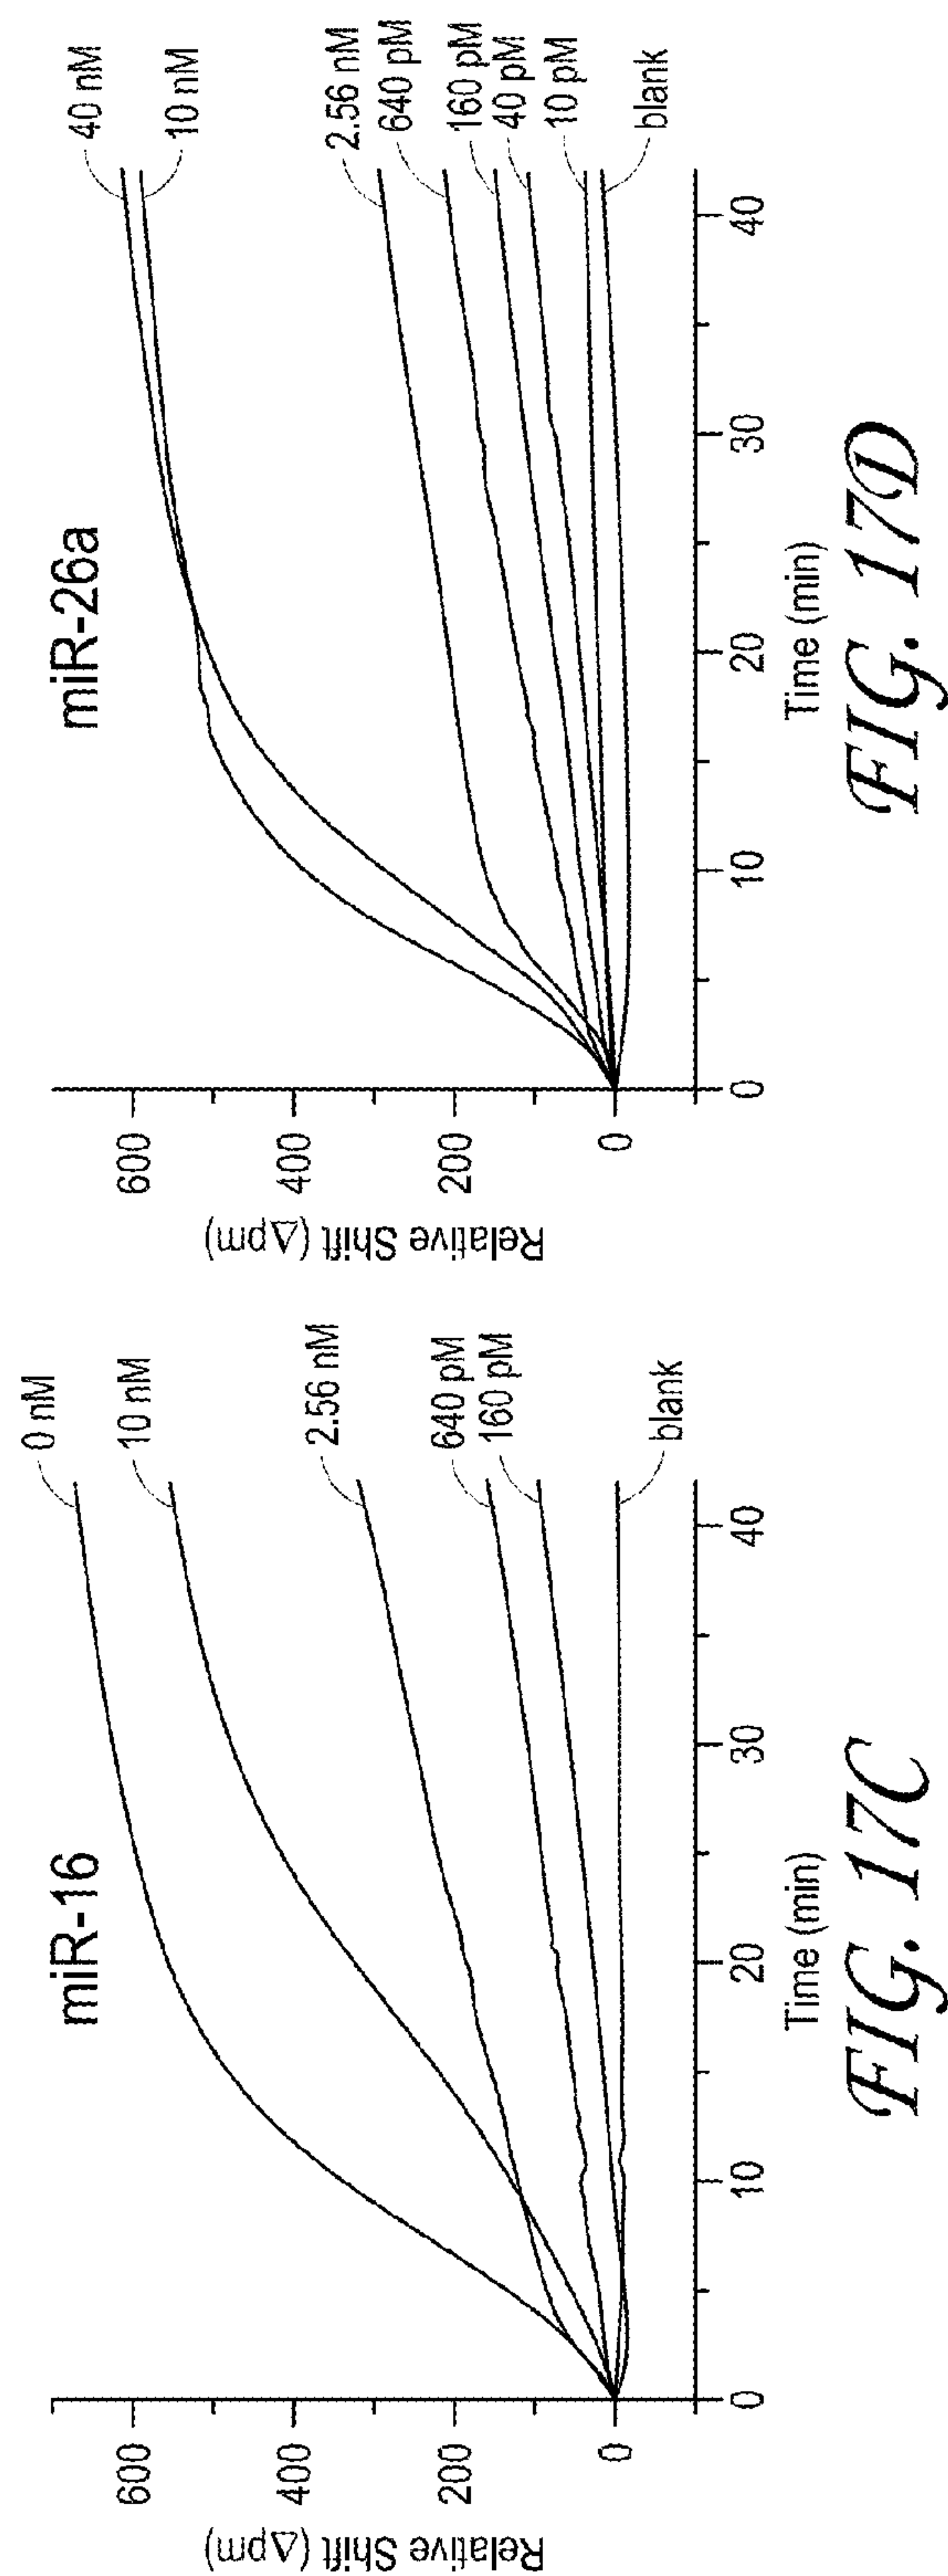 miR-16
Relative Shift (Δpm)
600
400
200
0
0 nM
10 nM
2.56 nM
640 pM
160 pM
blank
0 10 20 30 40
Time (min)
FIG. 17C
miR-26a
Relative Shift (Δpm)
600
400
200
0
40 nM
10 nM
2.56 nM
640 pM
160 pM
40 pM
10 pM
blank
0 10 20 30 40
Time (min)
FIG. 17D